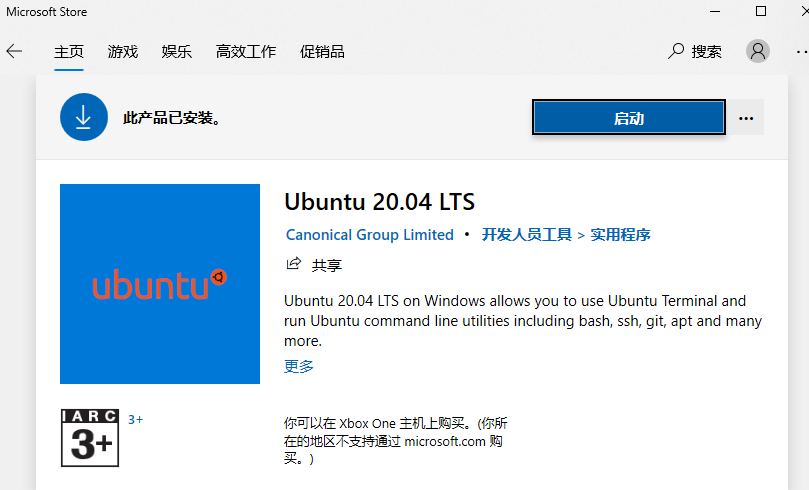 Microsoft Store
主页 游戏 娱乐 高效工作 促销品 搜索
此产品已安装。 启动
Ubuntu 20.04 LTS
Canonical Group Limited • 开发人员工具 > 实用程序
共享
ubuntu
Ubuntu 20.04 LTS on Windows allows you to use Ubuntu Terminal and
run Ubuntu command line utilities including bash, ssh, git, apt and many
more.
更多
IARC
3+
3+
你可以在 Xbox One 主机上购买。(你所
在的地区不支持通过 microsoft.com 购
买。)